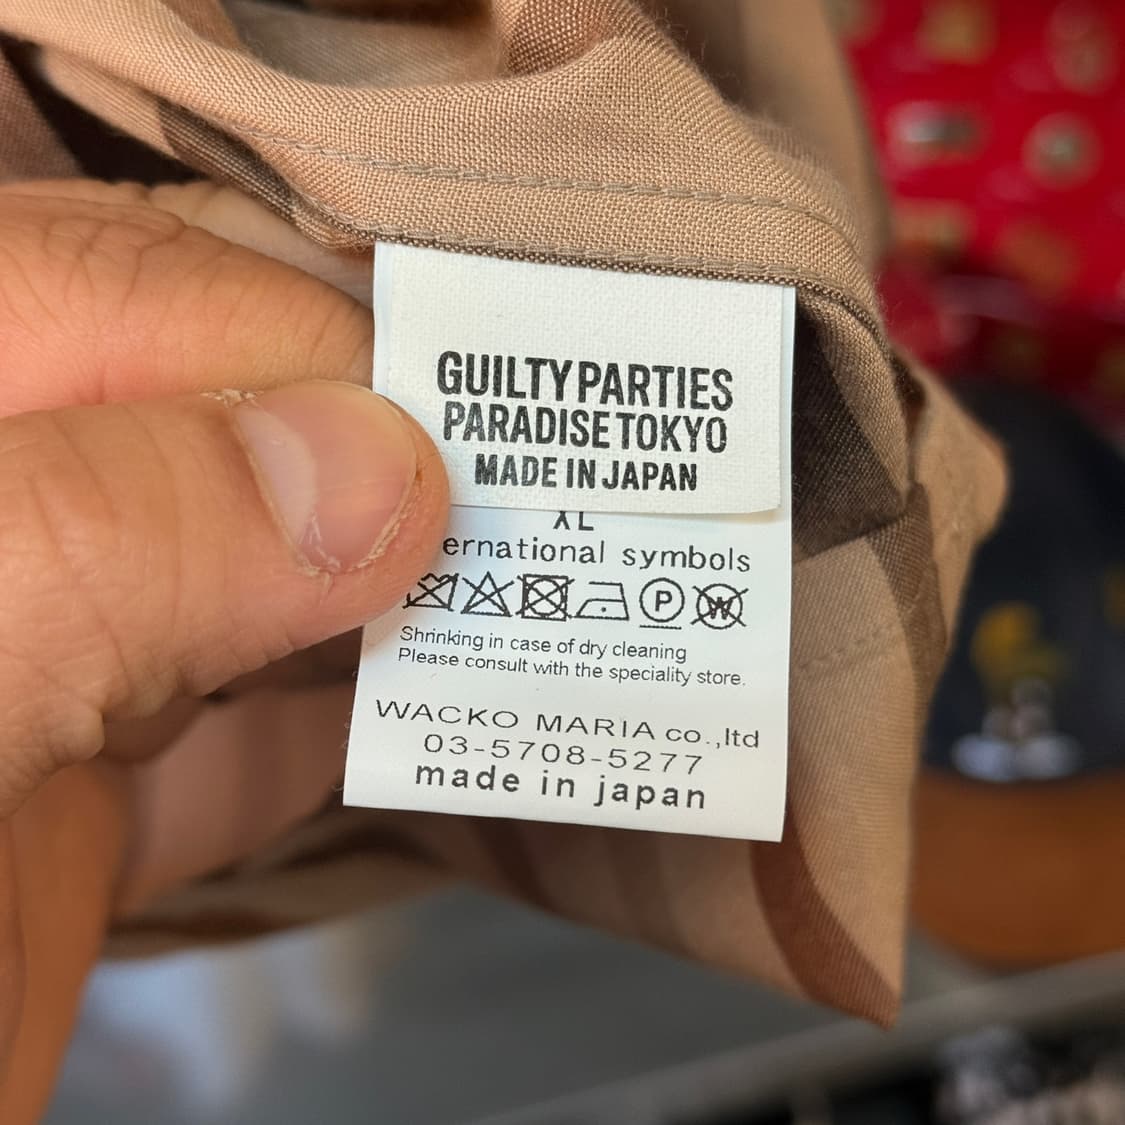 GUILTY PARTIES
PARADISE TOKYO
MADE IN JAPAN
XL
ernational symbols
P
W
Shrinking in case of dry cleaning
Please consult with the speciality store.
WACKO MARIA co.,ltd
03-5708-5277
made in japan